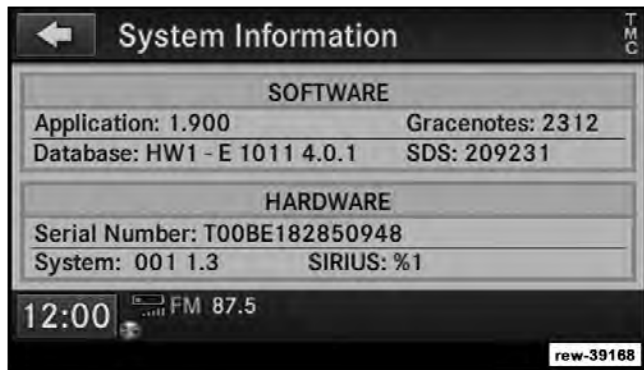 System Information
TMC
SOFTWARE
Application: 1.900 Gracenotes: 2312
Database: HW1 - E 1011 4.0.1 SDS: 209231
HARDWARE
Serial Number: T00BE182850948
System: 001 1.3 SIRIUS: %1
12:00 FM 87.5
rew-39168